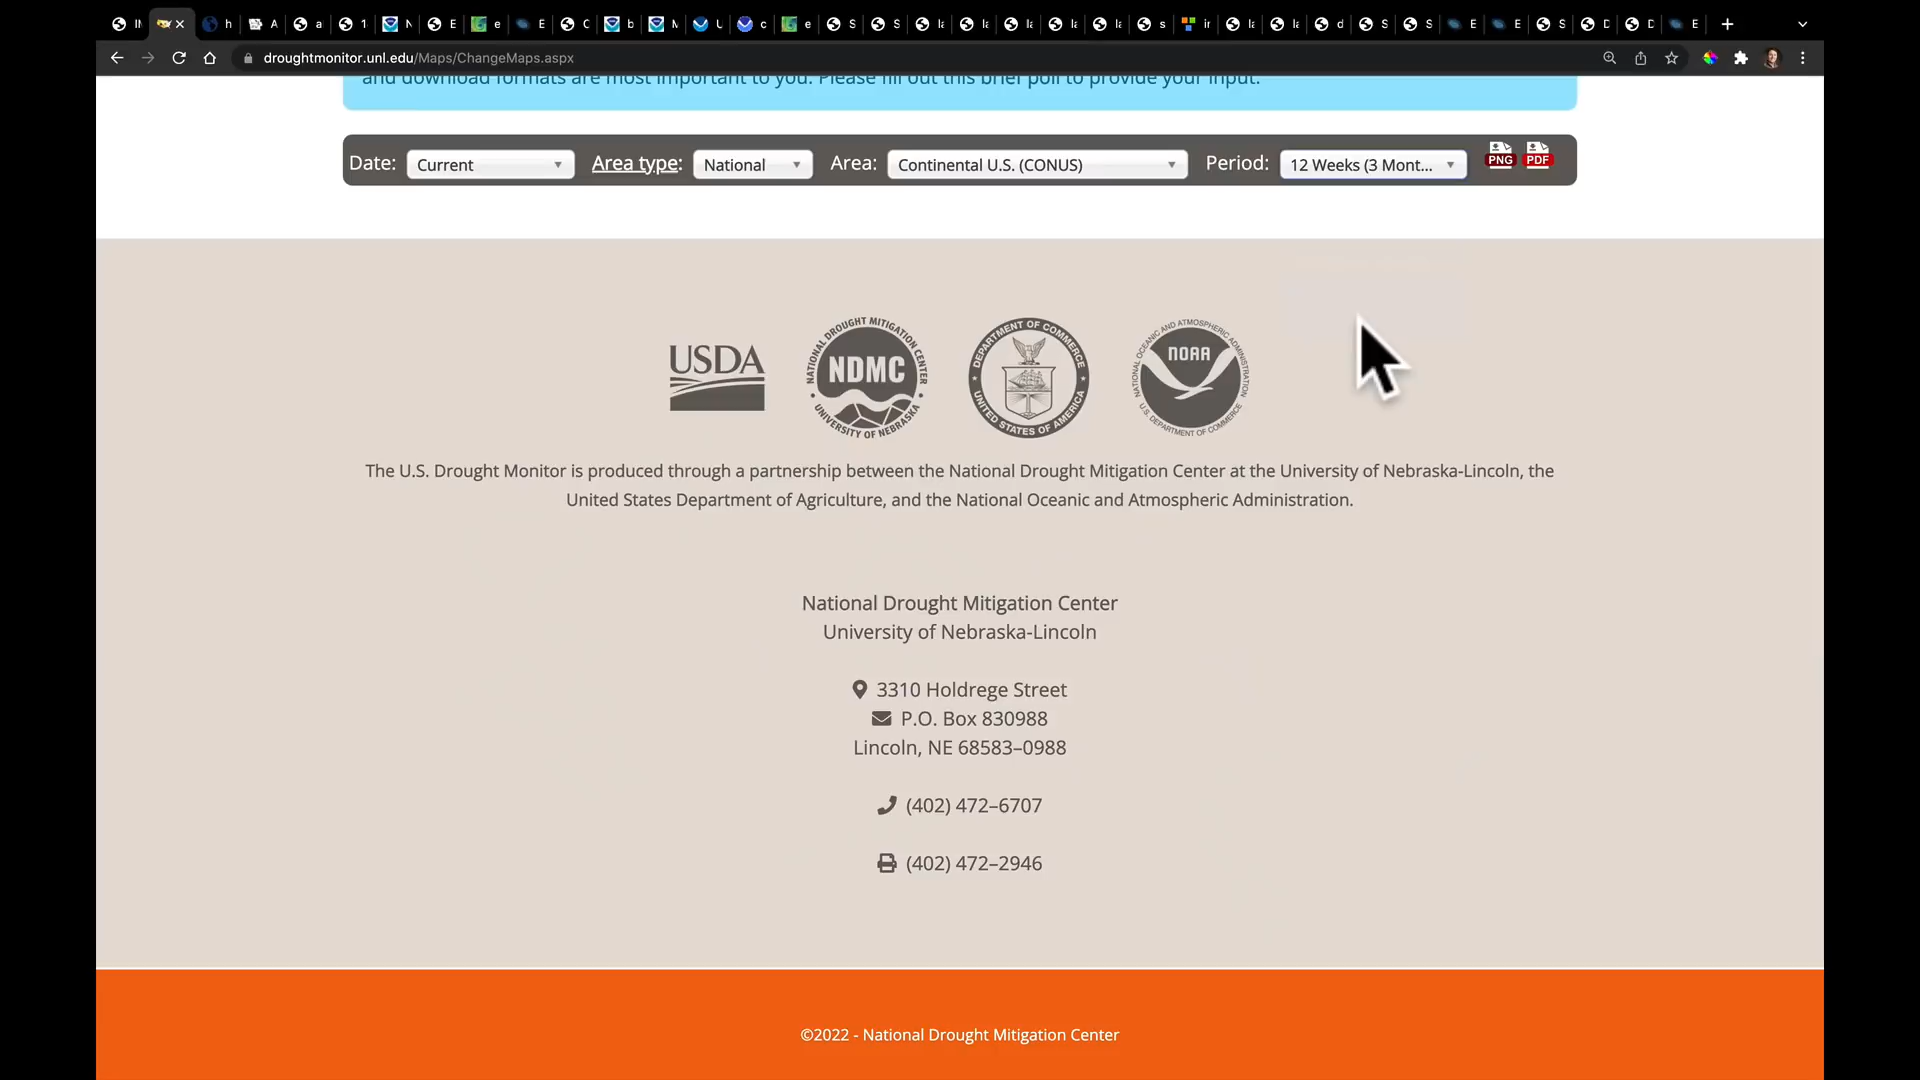 droughtmonitor.unl.edu/Maps/ChangeMaps.aspx
and download formats are most important to you. Please fill out this brief poll to provide your input.
Date: Current Area type: National Area: Continental U.S. (CONUS) Period: 12 Weeks (3 Mont... PNG PDF
USDA
NATIONAL DROUGHT MITIGATION CENTER
NDMC
UNIVERSITY OF NEBRASKA
DEPARTMENT OF COMMERCE
UNITED STATES OF AMERICA
NATIONAL OCEANIC AND ATMOSPHERIC ADMINISTRATION
NOAA
U.S. DEPARTMENT OF COMMERCE
The U.S. Drought Monitor is produced through a partnership between the National Drought Mitigation Center at the University of Nebraska-Lincoln, the
United States Department of Agriculture, and the National Oceanic and Atmospheric Administration.
National Drought Mitigation Center
University of Nebraska-Lincoln
3310 Holdrege Street
P.O. Box 830988
Lincoln, NE 68583–0988
(402) 472–6707
(402) 472–2946
©2022 - National Drought Mitigation Center